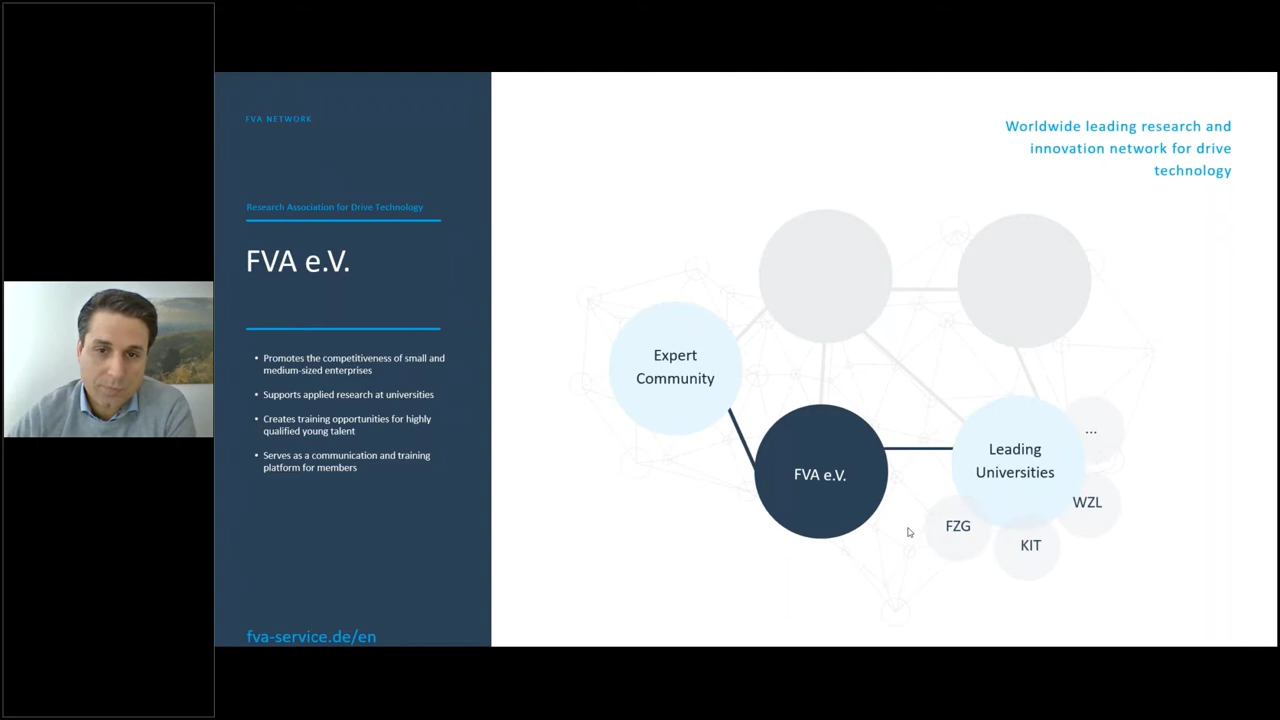 FVA NETWORK
Research Association for Drive Technology
FVA e.V.
• Promotes the competitiveness of small and
medium-sized enterprises
• Supports applied research at universities
• Creates training opportunities for highly
qualified young talent
• Serves as a communication and training
platform for members
fva-service.de/en
Worldwide leading research and
innovation network for drive
technology
Expert
Community
FVA e.V.
Leading
Universities
...
WZL
FZG
KIT